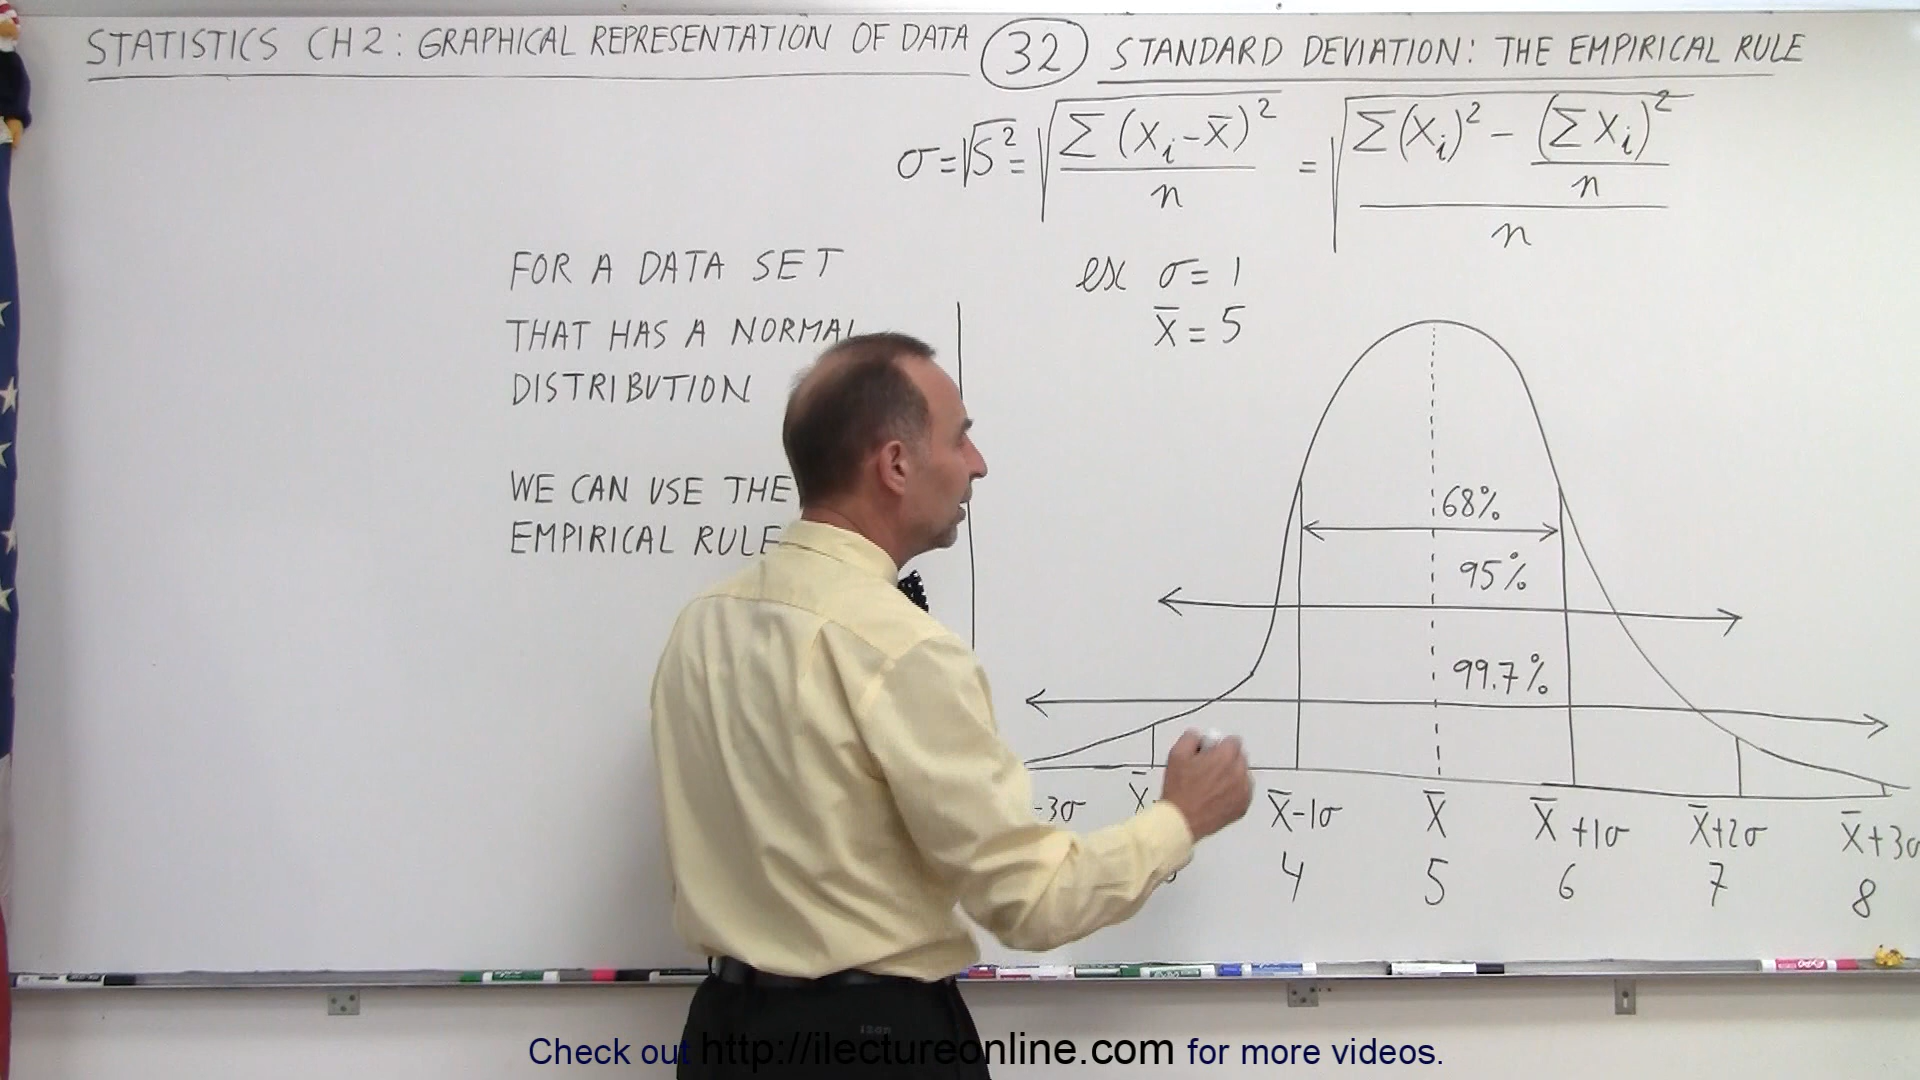 STATISTICS CH2: GRAPHICAL REPRESENTATION OF DATA (32) STANDARD DEVIATION: THE EMPIRICAL RULE
σ = √S² = √(Σ(Xᵢ - X̄)² / n) = √((Σ(Xᵢ)² - (ΣXᵢ)² / n) / n)
FOR A DATA SET
THAT HAS A NORMAL
DISTRIBUTION
WE CAN USE THE
EMPIRICAL RULE
ex σ = 1
X̄ = 5
68%
95%
99.7%
-3σ X̄- X̄-1σ X̄ X̄+1σ X̄+2σ X̄+3σ
4 5 6 7 8
Check out http://ilectureonline.com for more videos.